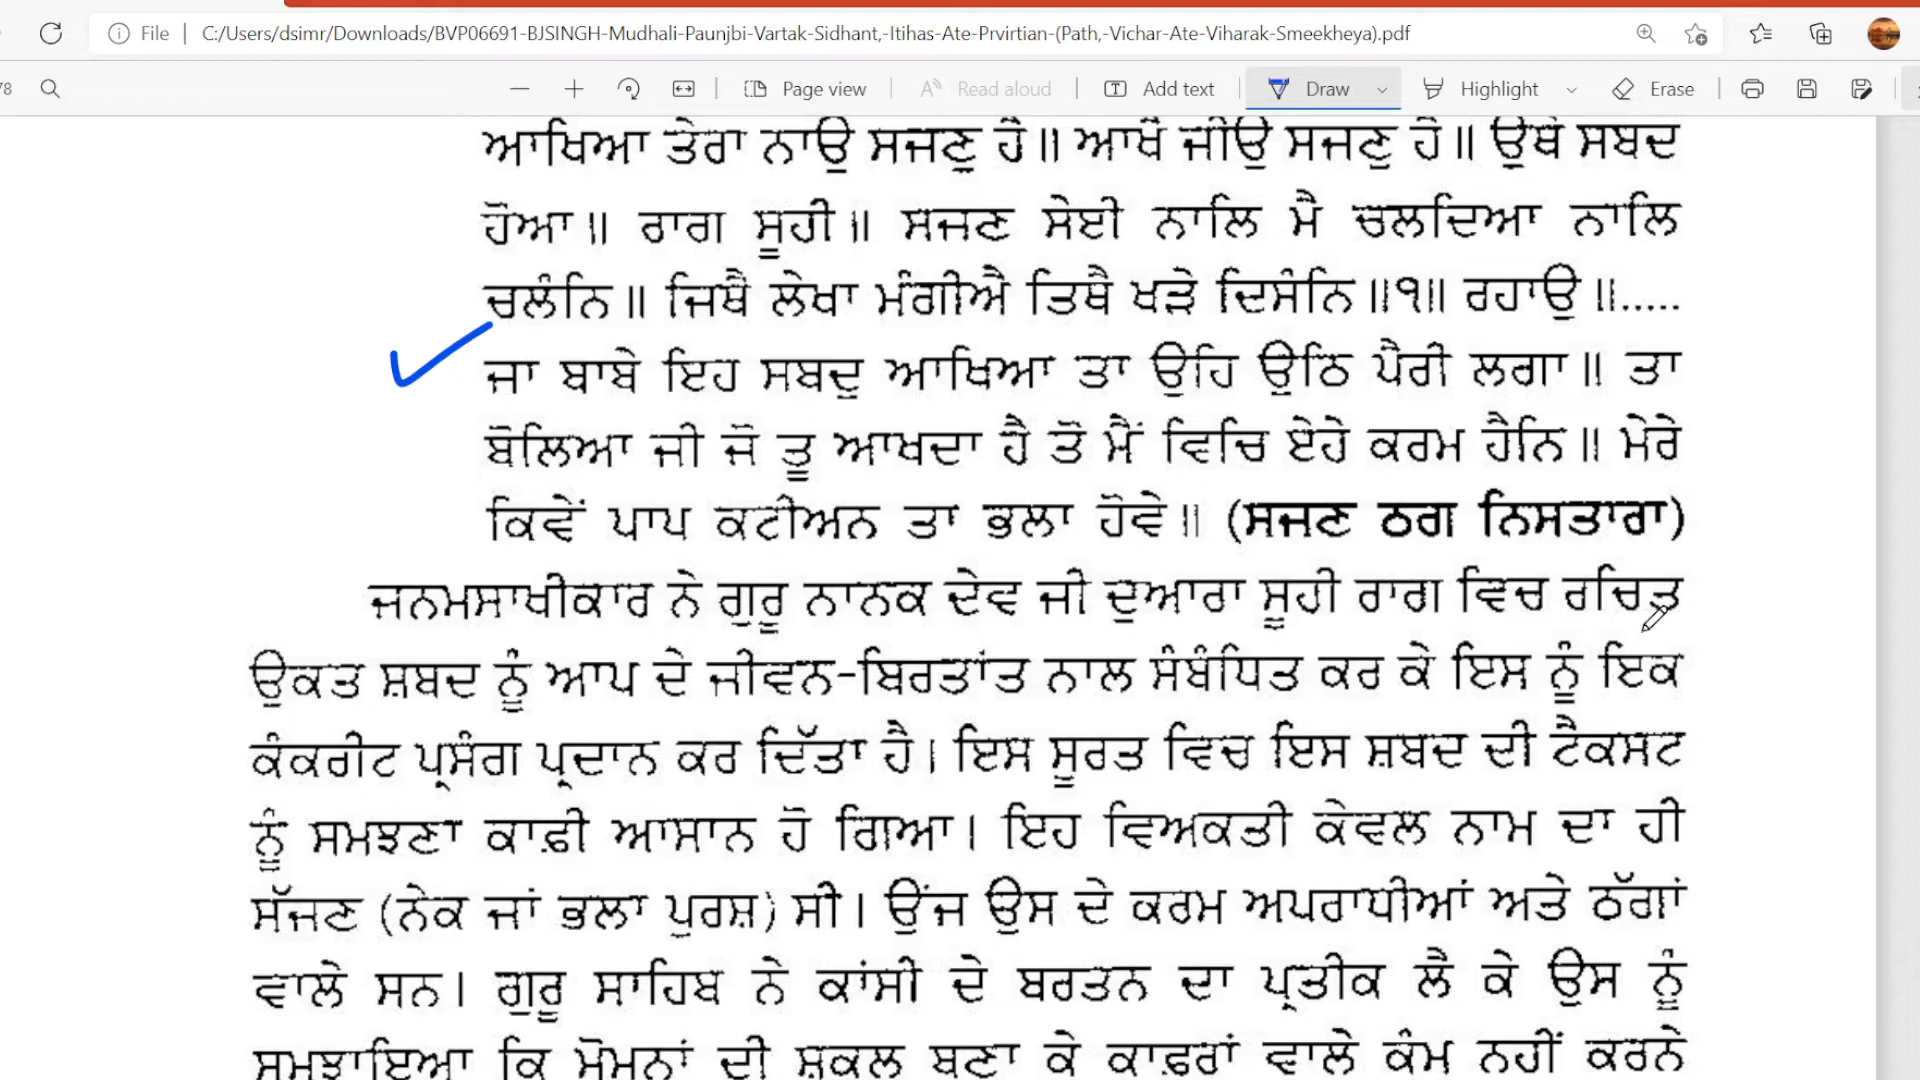 File C:/Users/dsimr/Downloads/BVP06691-BJSINGH-Mudhali-Paunjbi-Vartak-Sidhant,-Itihas-Ate-Prvirtian-(Path,-Vichar-Ate-Viharak-Smeekheya).pdf
78 Page view Read aloud Add text Draw Highlight Erase
ਆਖਿਆ ਤੇਰਾ ਨਾਉ ਸਜਣੁ ਹੈ॥ ਆਖੈ ਜੀਉ ਸਜਣੁ ਹੈ॥ ਉਥੈ ਸਬਦ
ਹੋਆ॥ ਰਾਗ ਸੂਹੀ॥ ਸਜਣ ਸੇਈ ਨਾਲਿ ਮੈ ਚਲਦਿਆ ਨਾਲਿ
ਚਲੰਨਿ॥ ਜਿਥੈ ਲੇਖਾ ਮੰਗੀਐ ਤਿਥੈ ਖੜੇ ਦਿਸੰਨਿ॥੧॥ ਰਹਾਉ॥.....
ਜਾ ਬਾਬੇ ਇਹ ਸਬਦੁ ਆਖਿਆ ਤਾ ਉਹਿ ਉਠਿ ਪੈਰੀ ਲਗਾ॥ ਤਾ
ਬੋਲਿਆ ਜੀ ਜੋ ਤੂ ਆਖਦਾ ਹੈ ਤੋ ਮੈਂ ਵਿਚਿ ਏਹੇ ਕਰਮ ਹੈਨਿ॥ ਮੇਰੇ
ਕਿਵੇਂ ਪਾਪ ਕਟੀਅਨ ਤਾ ਭਲਾ ਹੋਵੇ॥ (ਸਜਣ ਠਗ ਨਿਸਤਾਰਾ)
ਜਨਮਸਾਖੀਕਾਰ ਨੇ ਗੁਰੂ ਨਾਨਕ ਦੇਵ ਜੀ ਦੁਆਰਾ ਸੂਹੀ ਰਾਗ ਵਿਚ ਰਚਿਤ
ਉਕਤ ਸ਼ਬਦ ਨੂੰ ਆਪ ਦੇ ਜੀਵਨ-ਬਿਰਤਾਂਤ ਨਾਲ ਸੰਬੰਧਿਤ ਕਰ ਕੇ ਇਸ ਨੂੰ ਇਕ
ਕੰਕਰੀਟ ਪ੍ਰਸੰਗ ਪ੍ਰਦਾਨ ਕਰ ਦਿੱਤਾ ਹੈ। ਇਸ ਸੂਰਤ ਵਿਚ ਇਸ ਸ਼ਬਦ ਦੀ ਟੈਕਸਟ
ਨੂੰ ਸਮਝਣਾ ਕਾਫ਼ੀ ਆਸਾਨ ਹੋ ਗਿਆ। ਇਹ ਵਿਅਕਤੀ ਕੇਵਲ ਨਾਮ ਦਾ ਹੀ
ਸੱਜਣ (ਨੇਕ ਜਾਂ ਭਲਾ ਪੁਰਸ਼) ਸੀ। ਉਂਜ ਉਸ ਦੇ ਕਰਮ ਅਪਰਾਧੀਆਂ ਅਤੇ ਠੱਗਾਂ
ਵਾਲੇ ਸਨ। ਗੁਰੂ ਸਾਹਿਬ ਨੇ ਕਾਂਸੀ ਦੇ ਬਰਤਨ ਦਾ ਪ੍ਰਤੀਕ ਲੈ ਕੇ ਉਸ ਨੂੰ
ਸਮਝਾਇਆ ਕਿ ਮੋਮਨਾਂ ਦੀ ਸ਼ਕਲ ਬਣਾ ਕੇ ਕਾਫ਼ਰਾਂ ਵਾਲੇ ਕੰਮ ਨਹੀਂ ਕਰਨੇ